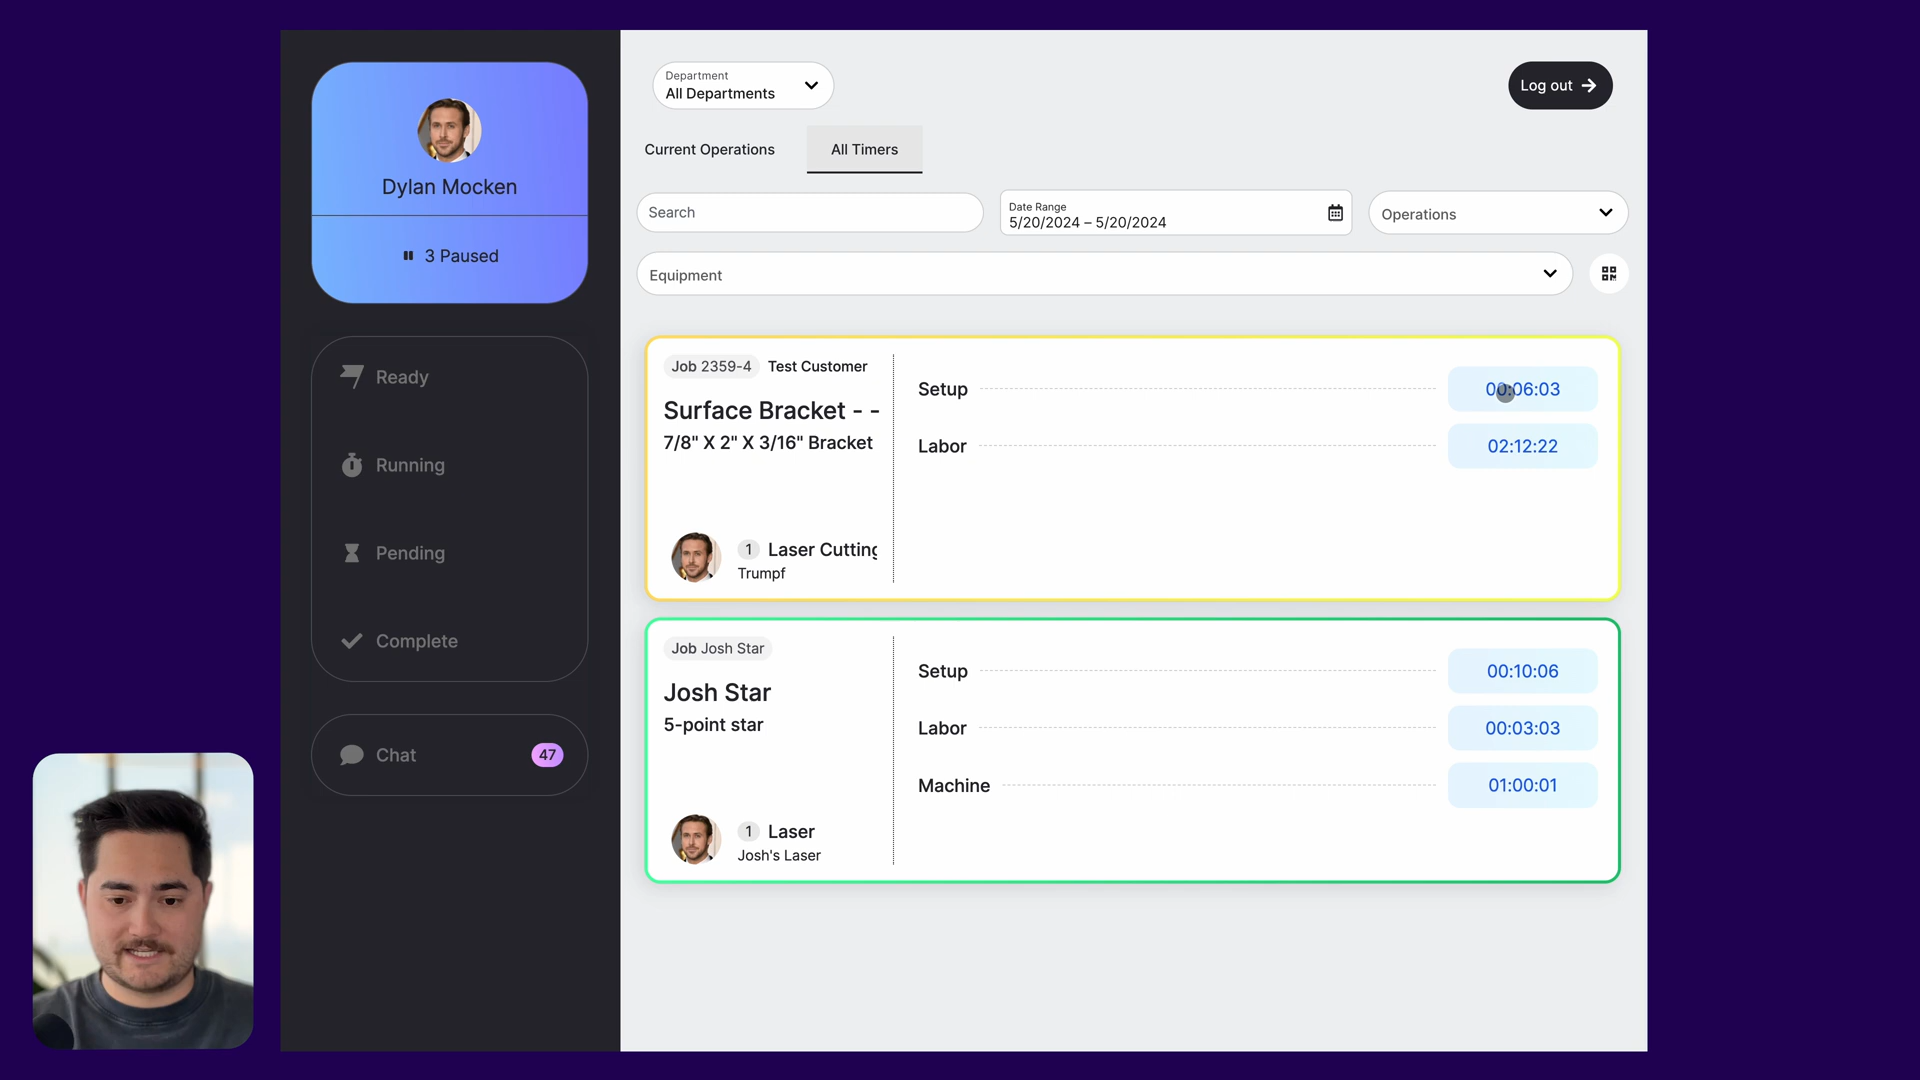 Dylan Mocken
3 Paused
Ready
Running
Pending
Complete
Chat
47
Department
All Departments
Log out
Current Operations
All Timers
Search
Date Range
5/20/2024 – 5/20/2024
Operations
Equipment
Job 2359-4 Test Customer
Surface Bracket - -
7/8" X 2" X 3/16" Bracket
1 Laser Cutting
Trumpf
Setup 00:06:03
Labor 02:12:22
Job Josh Star
Josh Star
5-point star
1 Laser
Josh's Laser
Setup 00:10:06
Labor 00:03:03
Machine 01:00:01